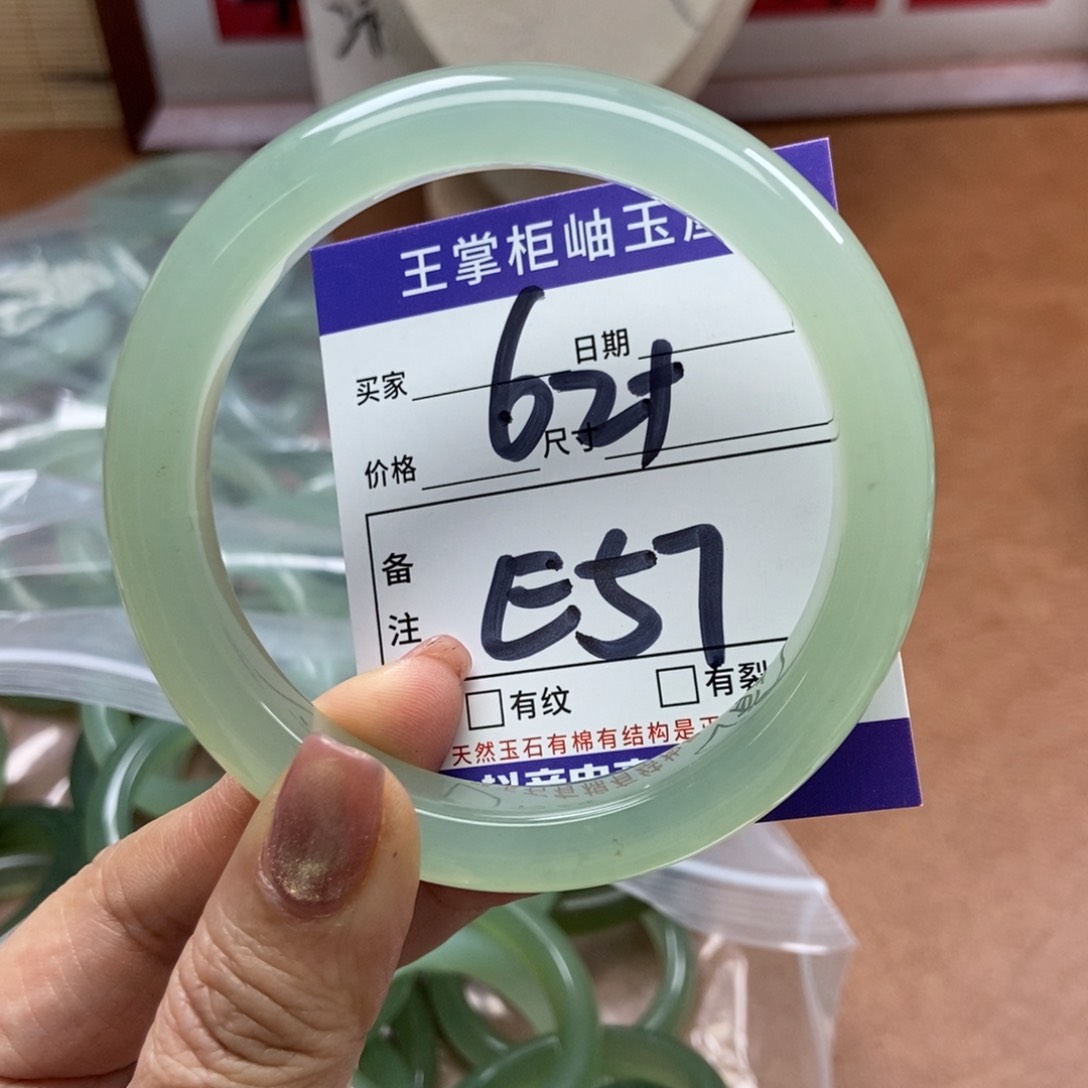 王掌柜岫玉
日期
买家
62+
价格
尺寸
备注
E57
有纹
有裂
天然玉石有棉有结构是正